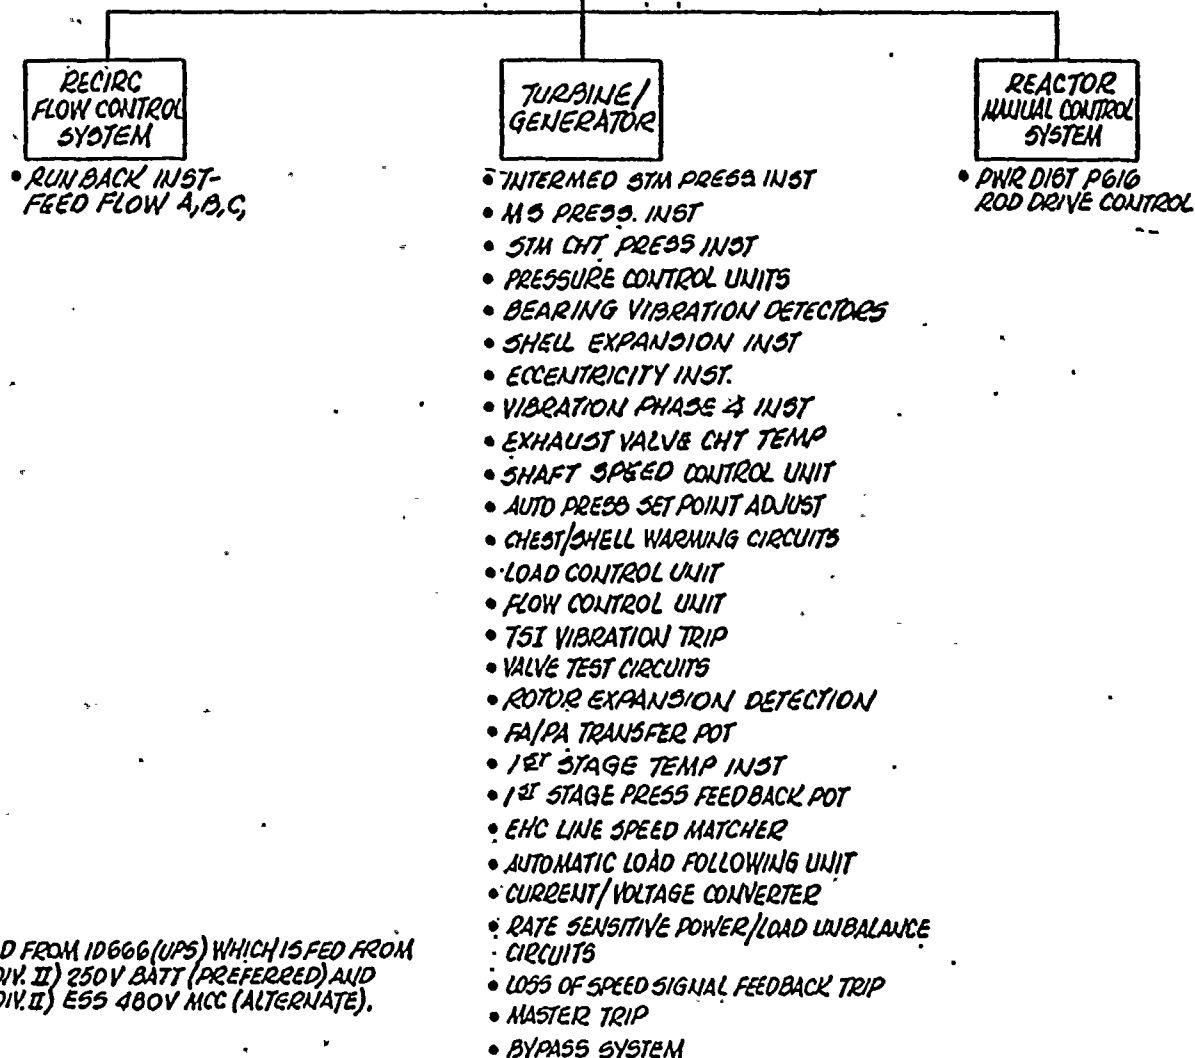 RECIRC
FLOW CONTROL
SYSTEM
• RUNBACK INST-
FEED FLOW A,B,C,
TURBINE/
GENERATOR
• INTERMED STM PRESS INST
• MS PRESS. INST
• STM CHT PRESS INST
• PRESSURE CONTROL UNITS
• BEARING VIBRATION DETECTORS
• SHELL EXPANSION INST
• ECCENTRICITY INST.
• VIBRATION PHASE ∡ INST
• EXHAUST VALVE CHT TEMP
• SHAFT SPEED CONTROL UNIT
• AUTO PRESS SET POINT ADJUST
• CHEST/SHELL WARMING CIRCUITS
• LOAD CONTROL UNIT
• FLOW CONTROL UNIT
• TSI VIBRATION TRIP
• VALVE TEST CIRCUITS
• ROTOR EXPANSION DETECTION
• FA/PA TRANSFER POT
• 1ST STAGE TEMP INST
• 1ST STAGE PRESS FEEDBACK POT
• EHC LINE SPEED MATCHER
• AUTOMATIC LOAD FOLLOWING UNIT
• CURRENT/VOLTAGE CONVERTER
• RATE SENSITIVE POWER/LOAD UNBALANCE
CIRCUITS
• LOSS OF SPEED SIGNAL FEEDBACK TRIP
• MASTER TRIP
• BYPASS SYSTEM
REACTOR
MANUAL CONTROL
SYSTEM
• PWR DIST P616
ROD DRIVE CONTROL
D FROM 1D666(UPS) WHICH IS FED FROM
DIV. II) 250V BATT (PREFERRED) AND
DIV. II) ESS 480V MCC (ALTERNATE).